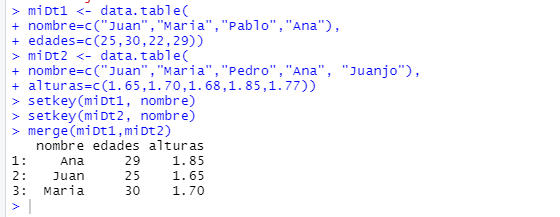 > miDt1 <- data.table(
+ nombre=c("Juan","Maria","Pablo","Ana"),
+ edades=c(25,30,22,29))
> miDt2 <- data.table(
+ nombre=c("Juan","Maria","Pedro","Ana", "Juanjo"),
+ alturas=c(1.65,1.70,1.68,1.85,1.77))
> setkey(miDt1, nombre)
> setkey(miDt2, nombre)
> merge(miDt1,miDt2)
nombre edades alturas
1: Ana 29 1.85
2: Juan 25 1.65
3: Maria 30 1.70
>